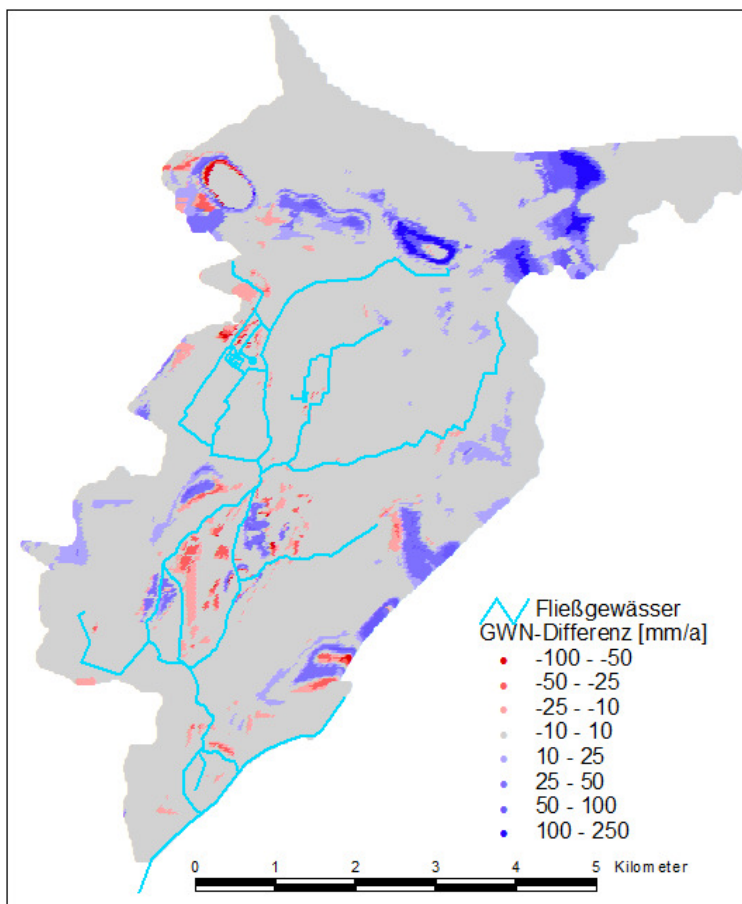 Fließgewässer
GWN-Differenz [mm/a]
-100 - -50
-50 - -25
-25 - -10
-10 - 10
10 - 25
25 - 50
50 - 100
100 - 250
0 1 2 3 4 5 Kilometer